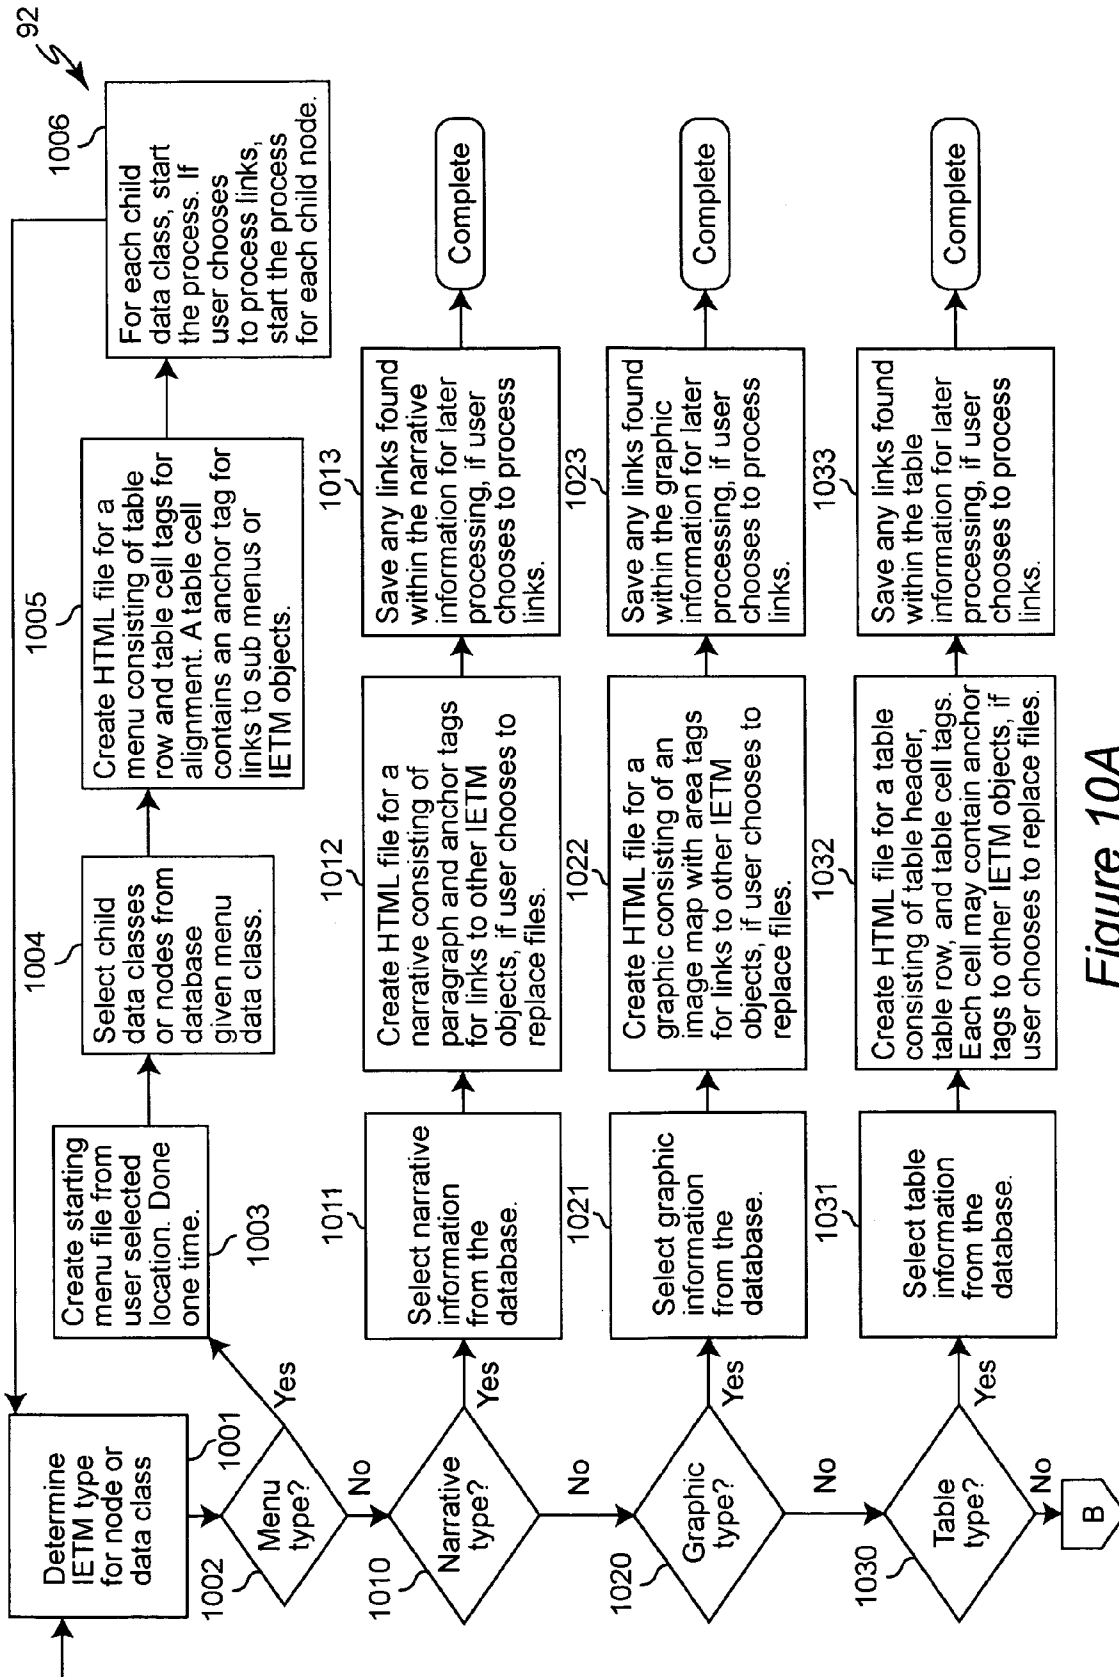 92
Determine
IETM type
for node or
data class
1001
1002
Menu
type?
Yes
No
Create starting
menu file from
user selected
location. Done
one time.
1003
1004
Select child
data classes
or nodes from
database
given menu
data class.
1005
Create HTML file for a
menu consisting of table
row and table cell tags for
alignment. A table cell
contains an anchor tag for
links to sub menus or
IETM objects.
1006
For each child
data class, start
the process. If
user chooses
to process links,
start the process
for each child node.
1010
Narrative
type?
Yes
No
1011
Select narrative
information
from the
database.
1012
Create HTML file for a
narrative consisting of
paragraph and anchor tags
for links to other IETM
objects, if user chooses to
replace files.
1013
Save any links found
within the narrative
information for later
processing, if user
chooses to process
links.
Complete
1020
Graphic
type?
Yes
No
1021
Select graphic
information
from the
database.
1022
Create HTML file for a
graphic consisting of an
image map with area tags
for links to other IETM
objects, if user chooses to
replace files.
1023
Save any links found
within the graphic
information for later
processing, if user
chooses to process
links.
Complete
1030
Table
type?
Yes
No
1031
Select table
information
from the
database.
1032
Create HTML file for a table
consisting of table header,
table row, and table cell tags.
Each cell may contain anchor
tags to other IETM objects, if
user chooses to replace files.
1033
Save any links found
within the table
information for later
processing, if user
chooses to process
links.
Complete
B
Figure 10A